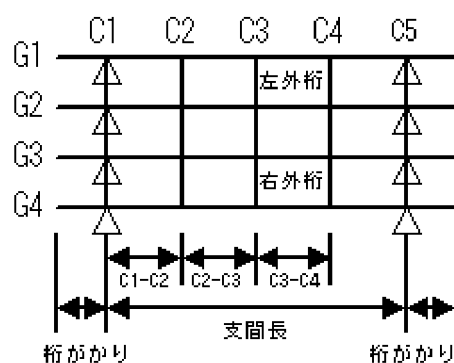 C1 C2 C3 C4 C5
G1
左外桁
G2
G3
右外桁
G4
C1-C2 C2-C3 C3-C4
支間長
桁がかり 桁がかり